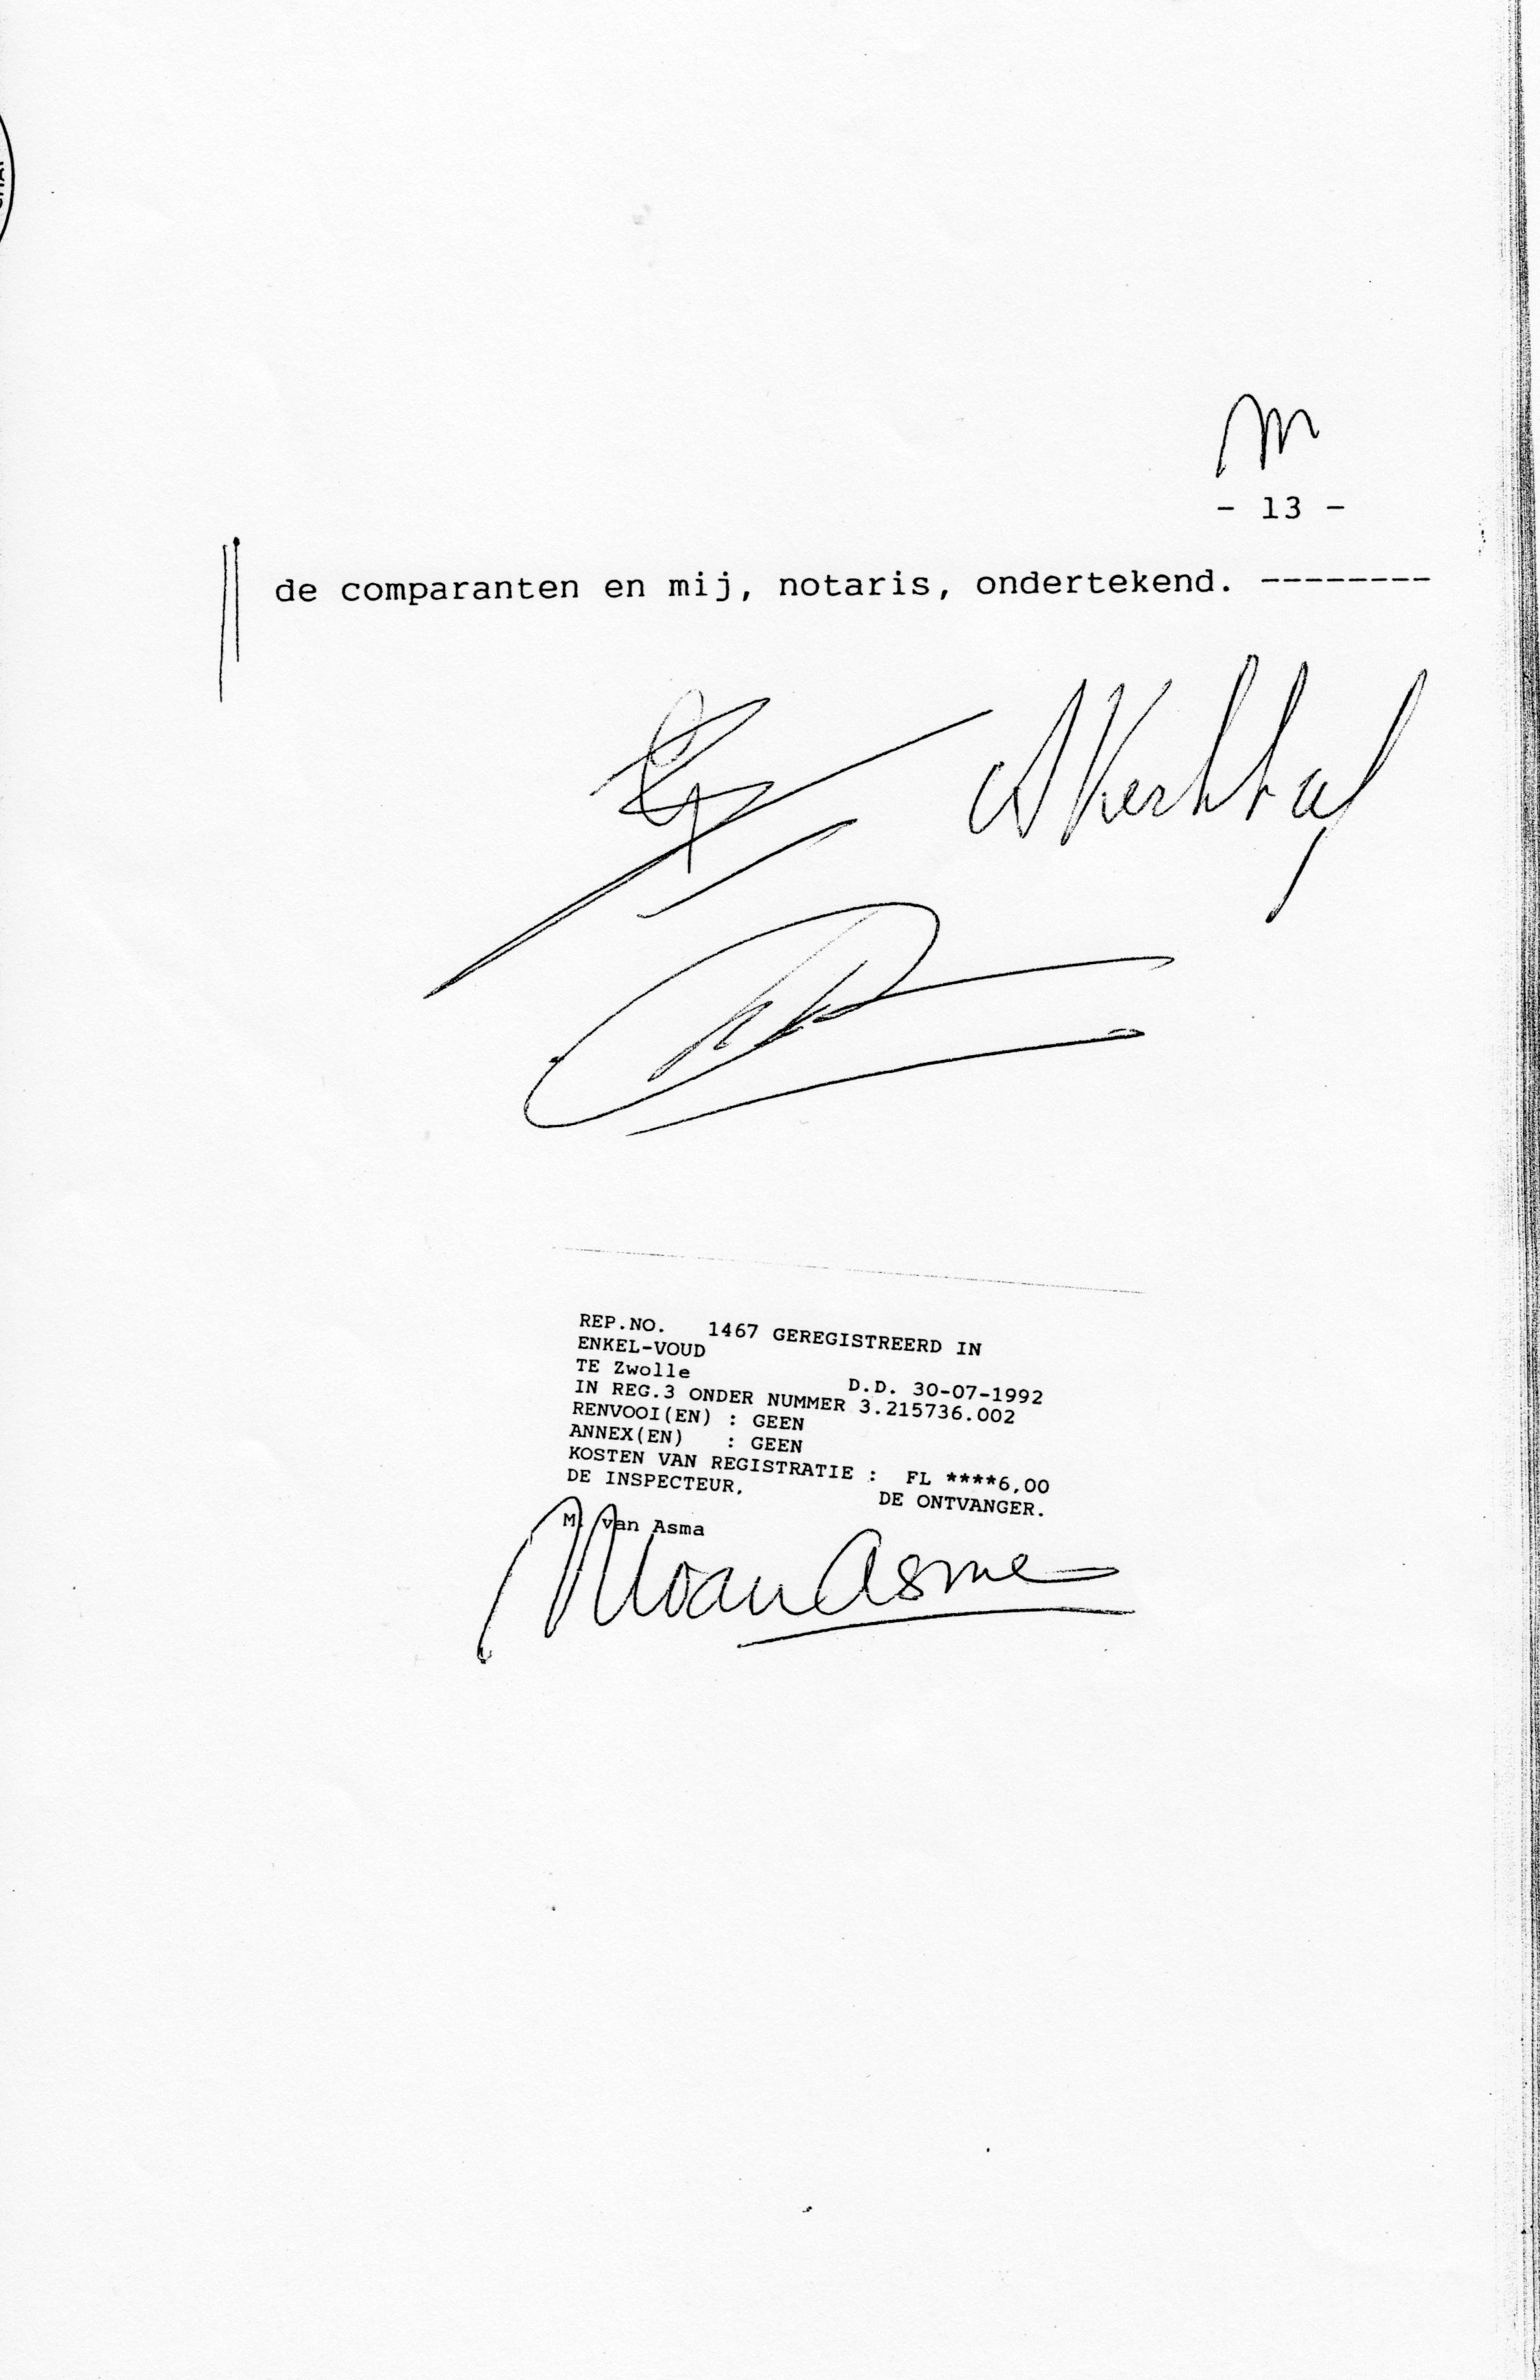 - 13 -
de comparanten en mij, notaris, ondertekend. --------
REP.NO. 1467 GEREGISTREERD IN
ENKEL-VOUD
TE Zwolle D.D. 30-07-1992
IN REG.3 ONDER NUMMER 3.215736.002
RENVOOI(EN) : GEEN
ANNEX(EN) : GEEN
KOSTEN VAN REGISTRATIE : FL ****6,00
DE INSPECTEUR, DE ONTVANGER.
M. van Asma